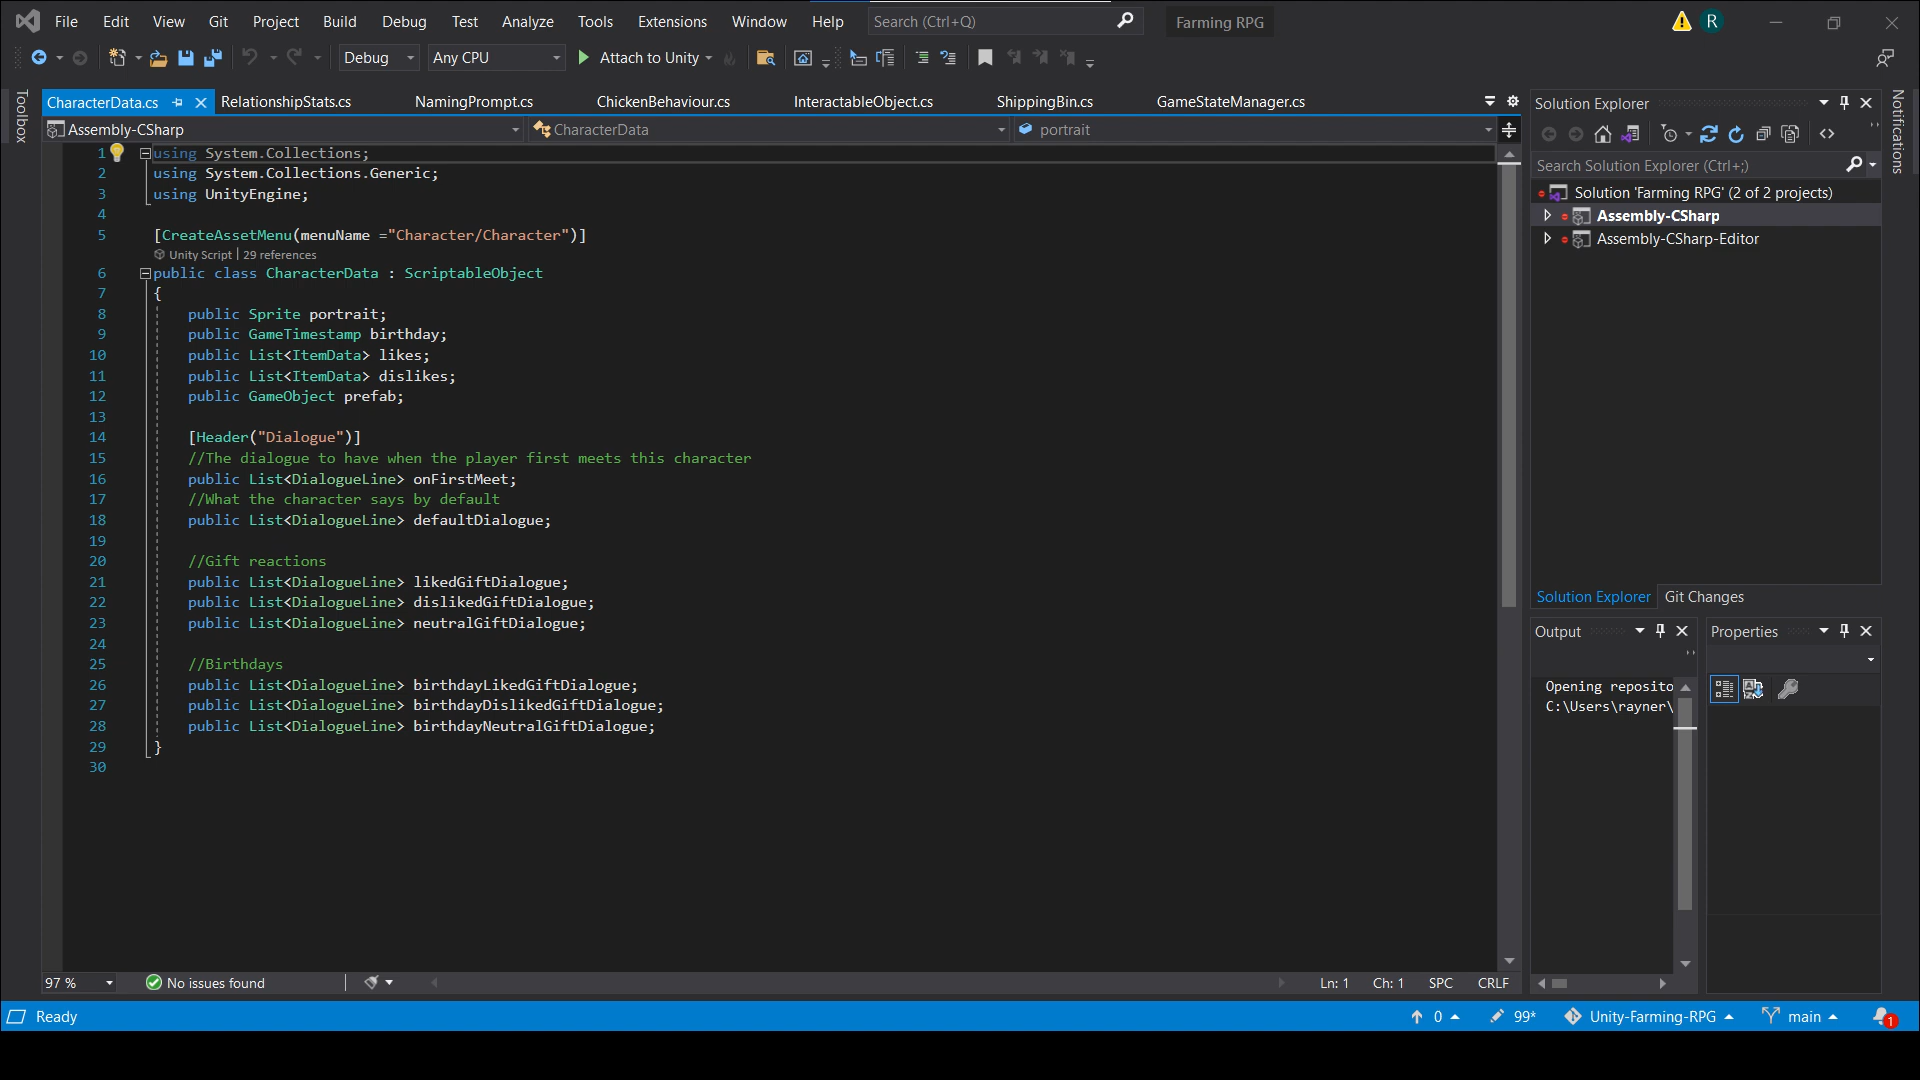 File Edit View Git Project Build Debug Test Analyze Tools Extensions Window Help Search (Ctrl+Q) Farming RPG R
Debug Any CPU Attach to Unity
Toolbox
CharacterData.cs RelationshipStats.cs NamingPrompt.cs ChickenBehaviour.cs InteractableObject.cs ShippingBin.cs GameStateManager.cs
Assembly-CSharp CharacterData portrait
1 using System.Collections;
2 using System.Collections.Generic;
3 using UnityEngine;
4
5 [CreateAssetMenu(menuName ="Character/Character")]
Unity Script | 29 references
6 public class CharacterData : ScriptableObject
7 {
8 public Sprite portrait;
9 public GameTimestamp birthday;
10 public List<ItemData> likes;
11 public List<ItemData> dislikes;
12 public GameObject prefab;
13
14 [Header("Dialogue")]
15 //The dialogue to have when the player first meets this character
16 public List<DialogueLine> onFirstMeet;
17 //What the character says by default
18 public List<DialogueLine> defaultDialogue;
19
20 //Gift reactions
21 public List<DialogueLine> likedGiftDialogue;
22 public List<DialogueLine> dislikedGiftDialogue;
23 public List<DialogueLine> neutralGiftDialogue;
24
25 //Birthdays
26 public List<DialogueLine> birthdayLikedGiftDialogue;
27 public List<DialogueLine> birthdayDislikedGiftDialogue;
28 public List<DialogueLine> birthdayNeutralGiftDialogue;
29 }
30
97 % No issues found Ln: 1 Ch: 1 SPC CRLF
Solution Explorer
Search Solution Explorer (Ctrl+;)
Solution 'Farming RPG' (2 of 2 projects)
Assembly-CSharp
Assembly-CSharp-Editor
Solution Explorer Git Changes
Output
Opening reposito
C:\Users\rayner\
Properties
Notifications
Ready 0 99* Unity-Farming-RPG main 1